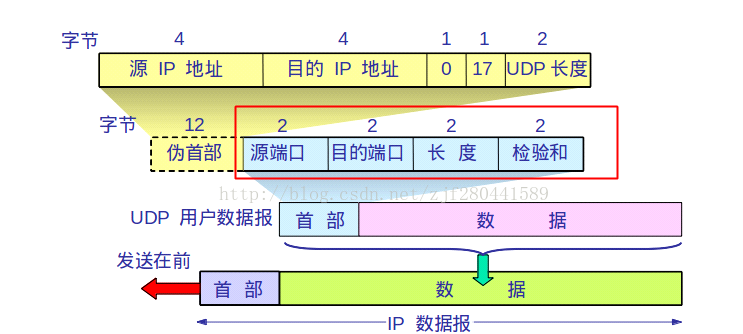 字节 4 4 1 1 2
源 IP 地址 目的 IP 地址 0 17 UDP 长度
字节 12 2 2 2 2
伪首部 源端口 目的端口 长 度 检验和
http://blog.csdn.net/zjf280441589
UDP 用户数据报 首 部 数 据
发送在前
首 部 数 据
IP 数据报